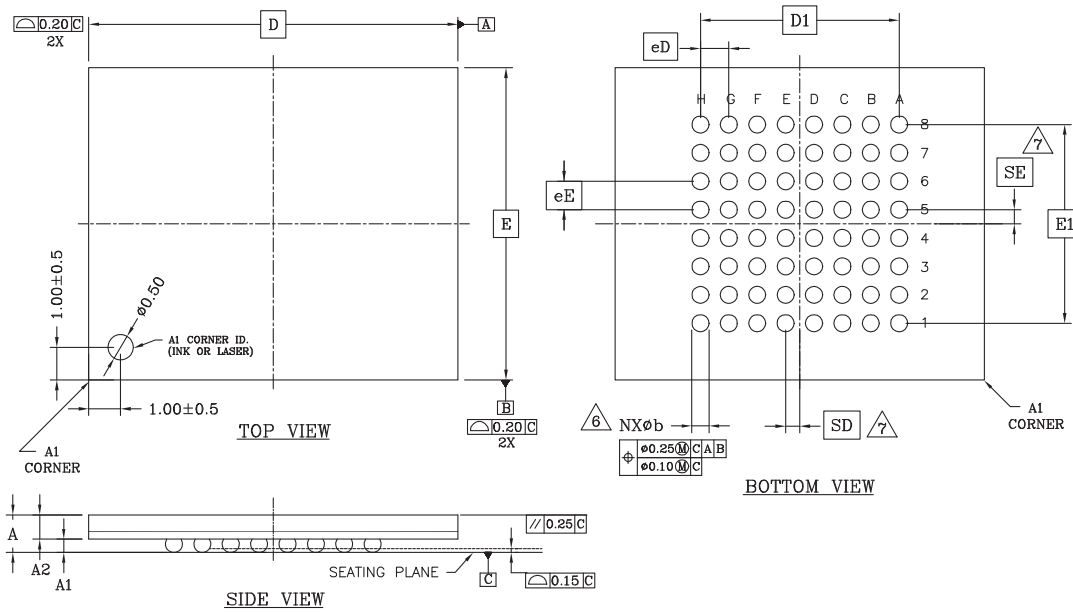 ⌓ 0.20 C
2X
D
A
E
1.00±0.5
ø0.50
A1 CORNER ID.
(INK OR LASER)
1.00±0.5
A1
CORNER
B
⌓ 0.20 C
2X
TOP VIEW
D1
eD
H G F E D C B A
8
7
6
5
4
3
2
1
7
SE
eE
E1
6
NXøb
⌖ ø0.25Ⓜ C A B
ø0.10Ⓜ C
SD
7
A1
CORNER
BOTTOM VIEW
A
A2
A1
// 0.25 C
SEATING PLANE
C
⌓ 0.15 C
SIDE VIEW